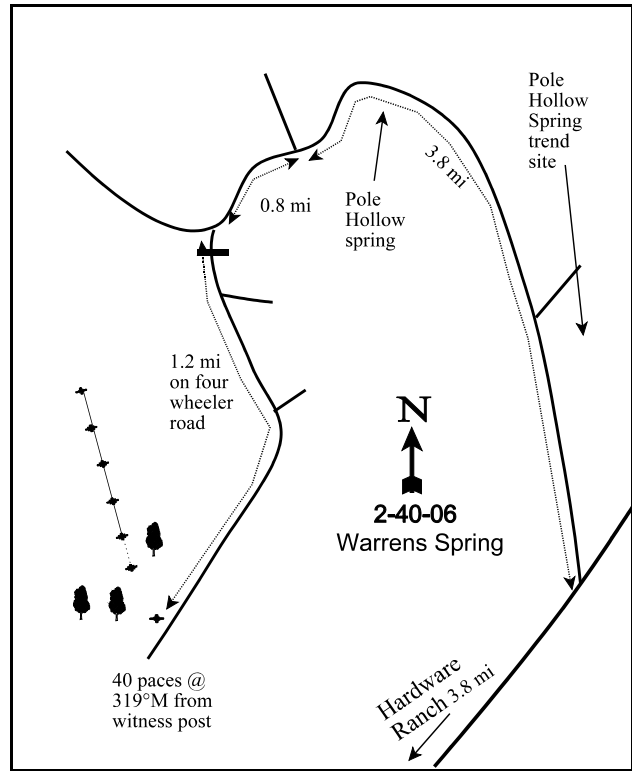 Pole
Hollow
Spring
trend
site
3.8 mi
0.8 mi
Pole
Hollow
spring
1.2 mi
on four
wheeler
road
N
2-40-06
Warrens Spring
40 paces @
319°M from
witness post
Hardware
Ranch 3.8 mi